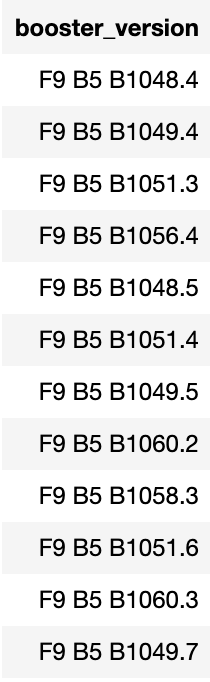 booster_version
F9 B5 B1048.4
F9 B5 B1049.4
F9 B5 B1051.3
F9 B5 B1056.4
F9 B5 B1048.5
F9 B5 B1051.4
F9 B5 B1049.5
F9 B5 B1060.2
F9 B5 B1058.3
F9 B5 B1051.6
F9 B5 B1060.3
F9 B5 B1049.7